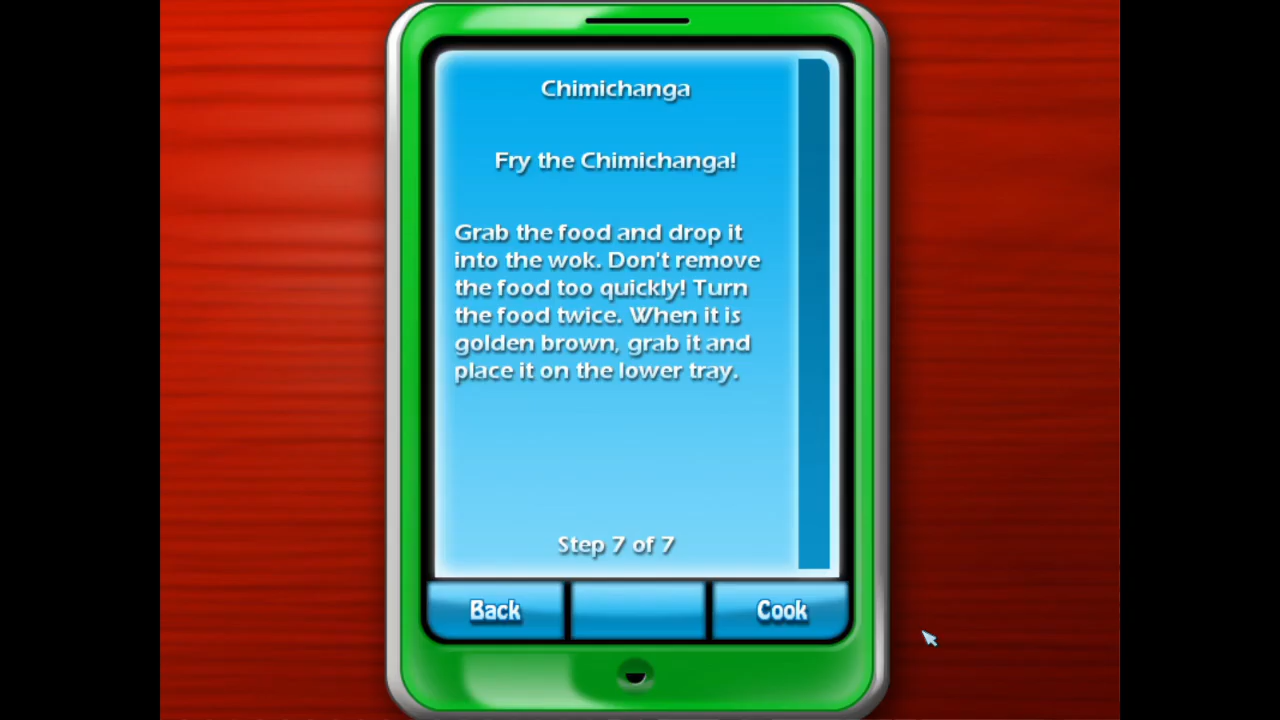 Chimichanga
Fry the Chimichanga!
Grab the food and drop it
into the wok. Don't remove
the food too quickly! Turn
the food twice. When it is
golden brown, grab it and
place it on the lower tray.
Step 7 of 7
Back
Cook